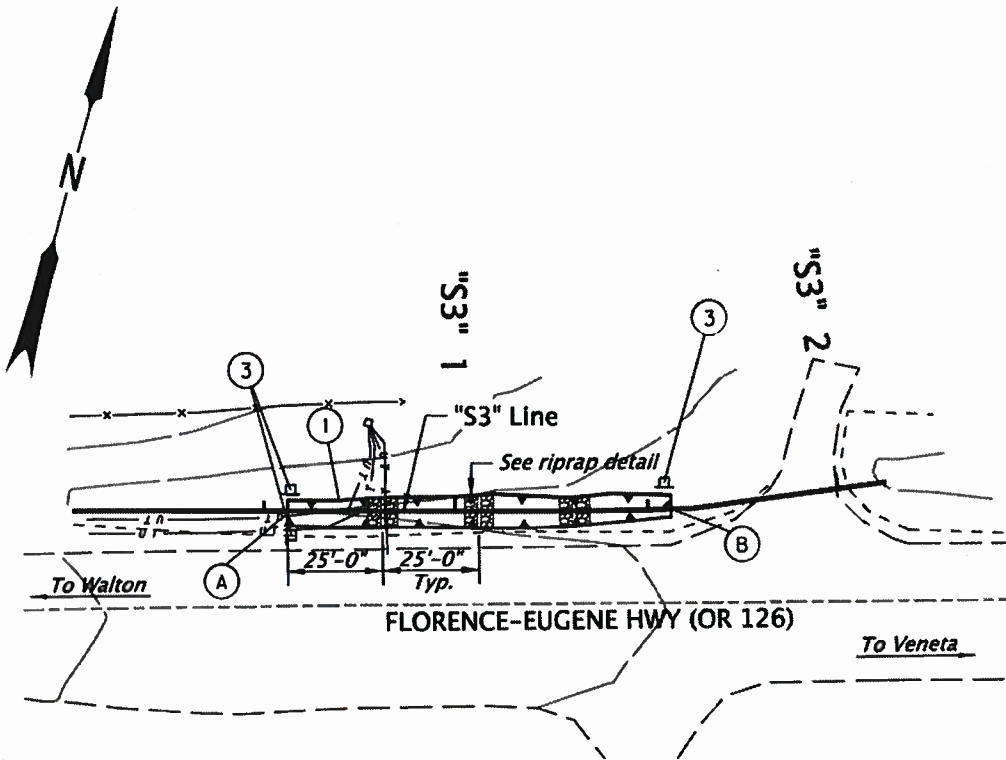 N
"S3" 1
"S3" 2
3
3
1
"S3" Line
See riprap detail
A
25'-0"
25'-0"
Typ.
B
To Walton
FLORENCE-EUGENE HWY (OR 126)
To Veneta